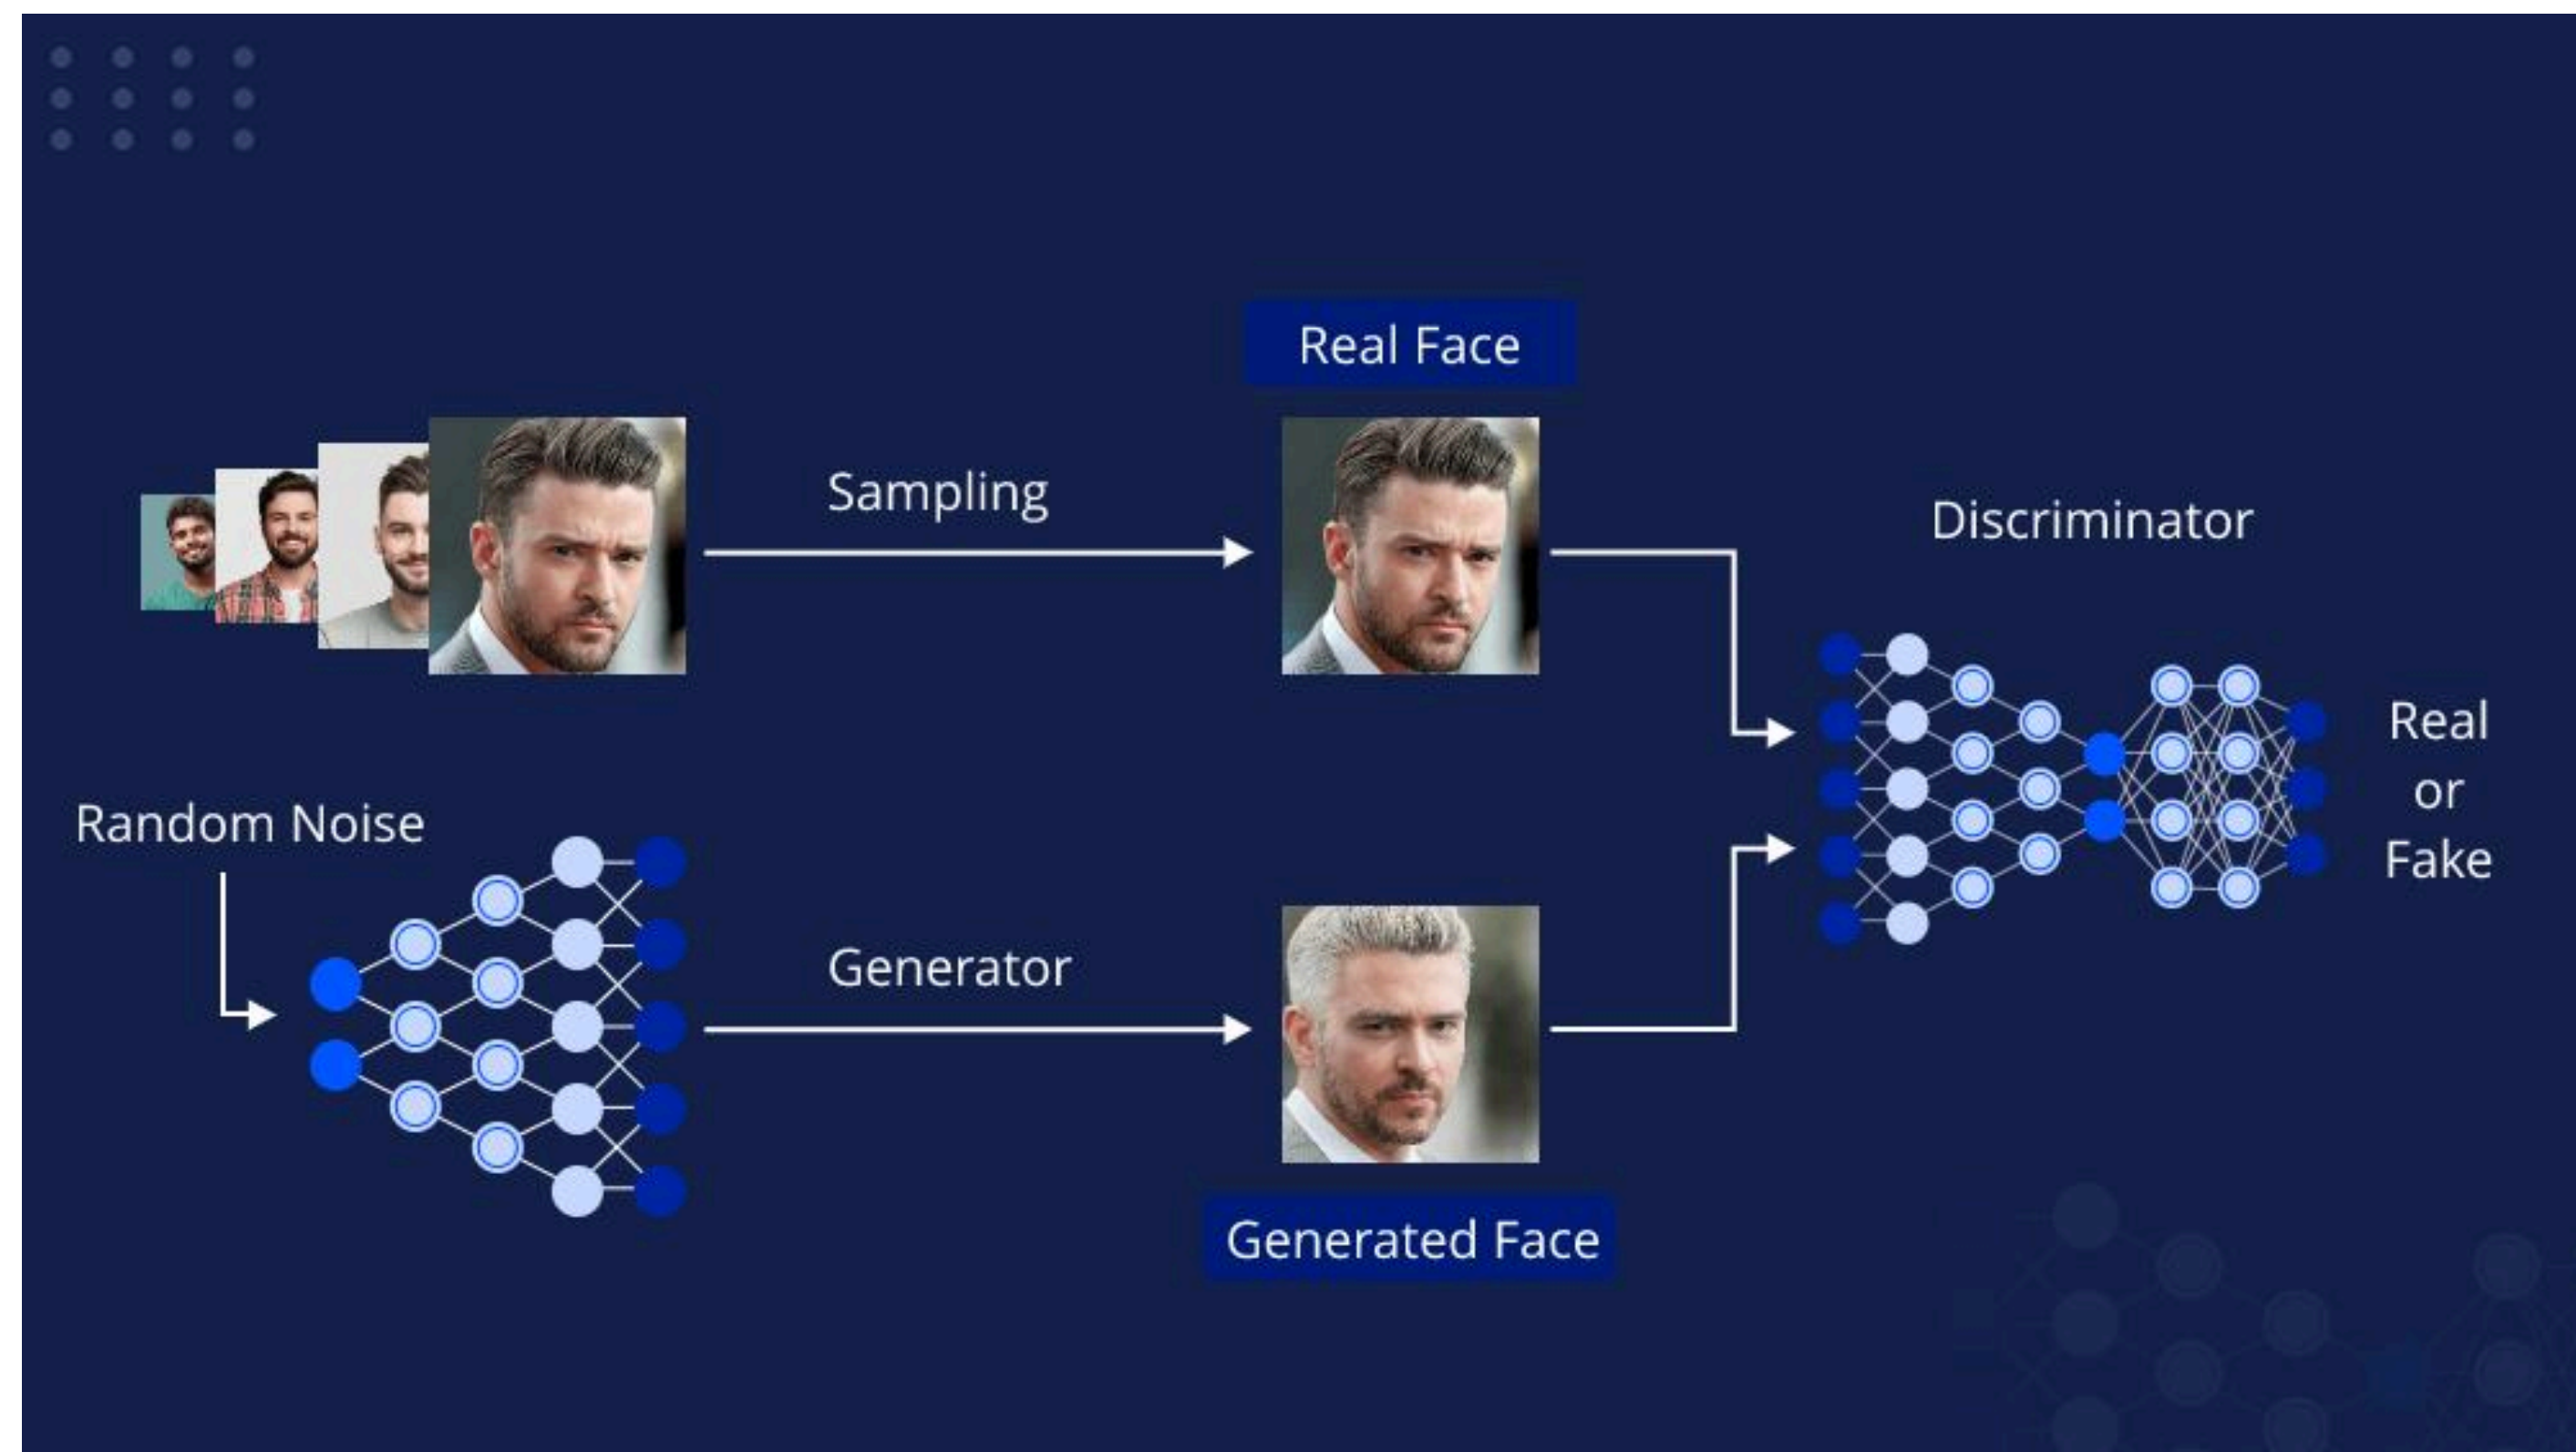 Real Face
Sampling
Discriminator
Real
or
Fake
Random Noise
Generator
Generated Face